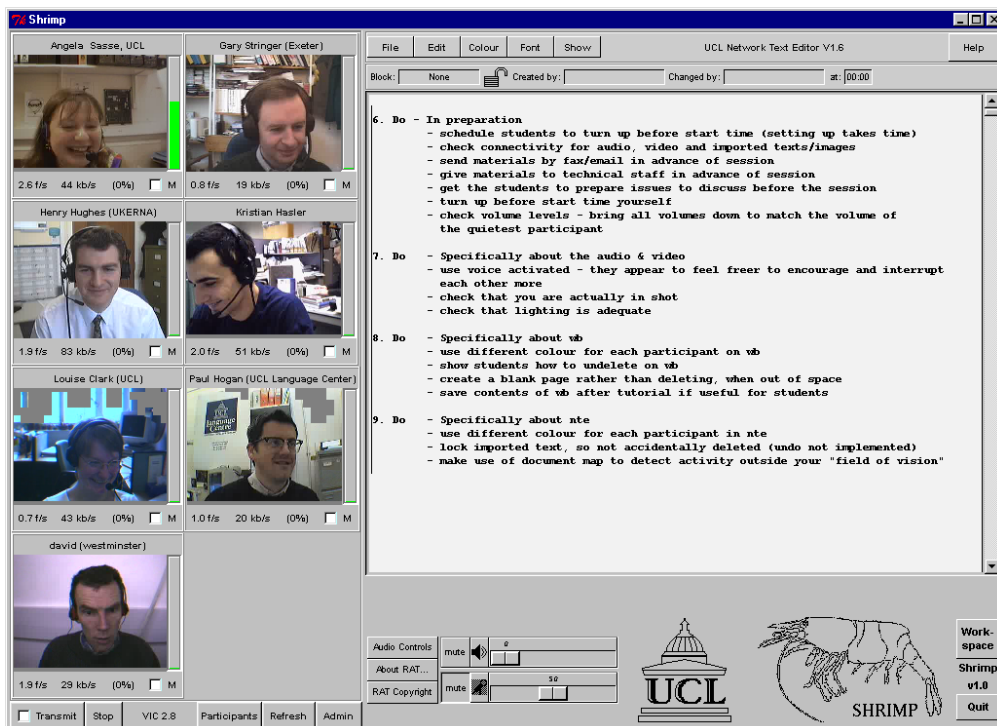 Shrimp
Angela Sasse, UCL
2.6 f/s 44 kb/s (0%) M
Gary Stringer (Exeter)
0.8 f/s 19 kb/s (0%) M
Henry Hughes (UKERNA)
1.9 f/s 83 kb/s (0%) M
Kristian Hasler
2.0 f/s 51 kb/s (0%) M
Louise Clark (UCL)
0.7 f/s 43 kb/s (0%) M
Paul Hogan (UCL Language Center)
UCL
language
centre
1.0 f/s 20 kb/s (0%) M
david (westminster)
1.9 f/s 29 kb/s (0%) M
Transmit Stop VIC 2.8 Participants Refresh Admin
File Edit Colour Font Show UCL Network Text Editor V1.6 Help
Block: None Created by: Changed by: at: 00:00
6. Do - In preparation
- schedule students to turn up before start time (setting up takes time)
- check connectivity for audio, video and imported texts/images
- send materials by fax/email in advance of session
- give materials to technical staff in advance of session
- get the students to prepare issues to discuss before the session
- turn up before start time yourself
- check volume levels - bring all volumes down to match the volume of
the quietest participant
7. Do - Specifically about the audio & video
- use voice activated - they appear to feel freer to encourage and interrupt
each other more
- check that you are actually in shot
- check that lighting is adequate
8. Do - Specifically about wb
- use different colour for each participant on wb
- show students how to undelete on wb
- create a blank page rather than deleting, when out of space
- save contents of wb after tutorial if useful for students
9. Do - Specifically about nte
- use different colour for each participant in nte
- lock imported text, so not accidentally deleted (undo not implemented)
- make use of document map to detect activity outside your "field of vision"
Audio Controls mute 0
About RAT...
RAT Copyright mute 50
UCL
SHRIMP
Work-
space
Shrimp
v1.0
Quit